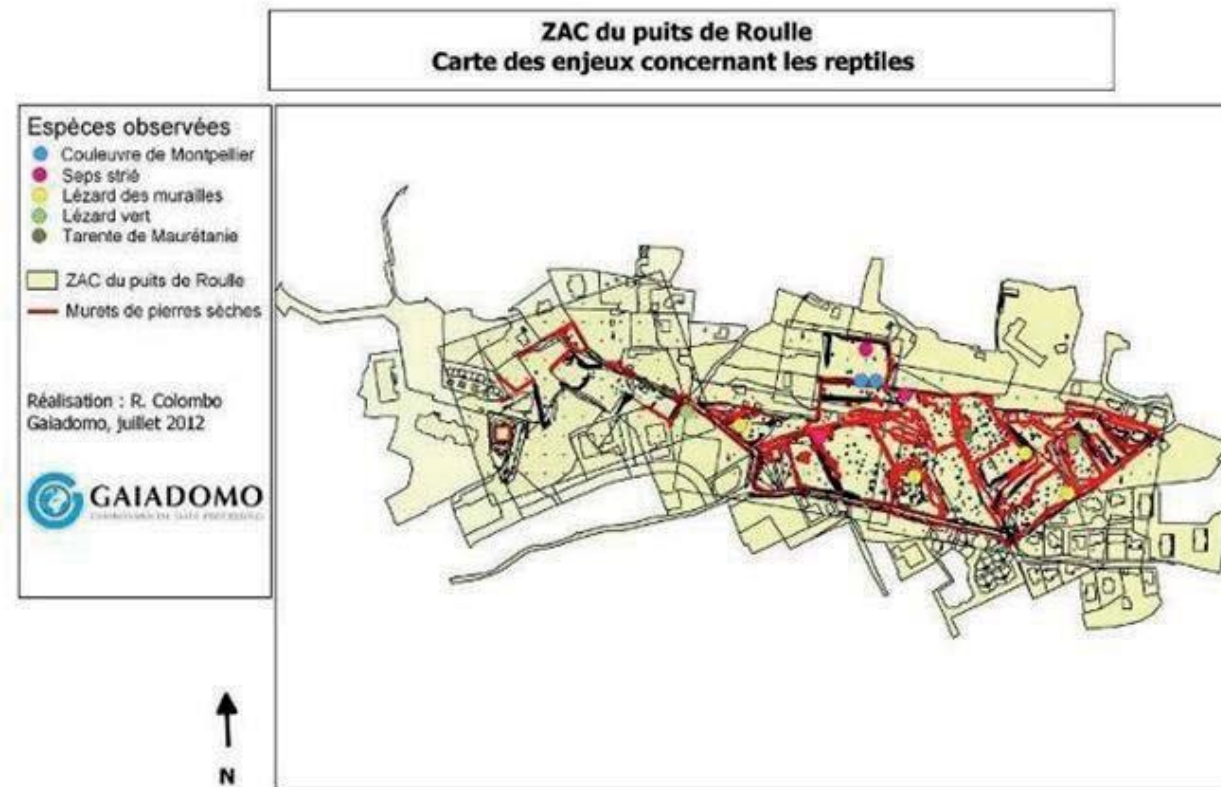 ZAC du puits de Roulle
Carte des enjeux concernant les reptiles
Espèces observées
Couleuvre de Montpellier
Seps strié
Lézard des murailles
Lézard vert
Tarente de Maurétanie
ZAC du puits de Roulle
Murets de pierres sèches
Réalisation : R. Colombo
Gaiadomo, juillet 2012
GAIADOMO
N